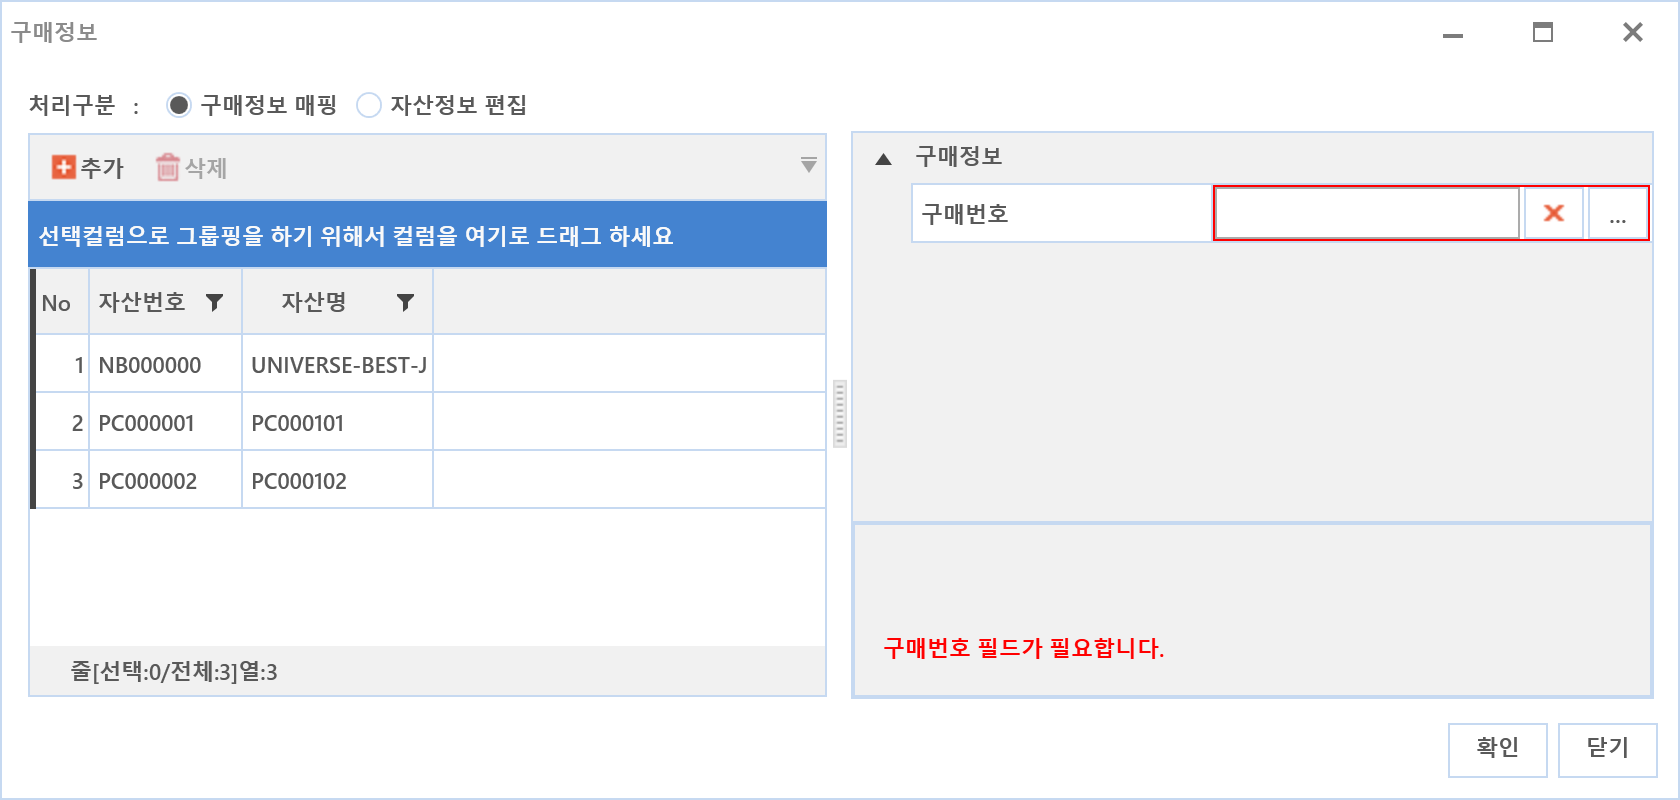 구매정보
처리구분 : 구매정보 매핑 자산정보 편집
추가 삭제
선택컬럼으로 그룹핑을 하기 위해서 컬럼을 여기로 드래그 하세요
No 자산번호 자산명
1 NB000000 UNIVERSE-BEST-J
2 PC000001 PC000101
3 PC000002 PC000102
줄[선택:0/전체:3]열:3
구매정보
구매번호 ...
구매번호 필드가 필요합니다.
확인 닫기